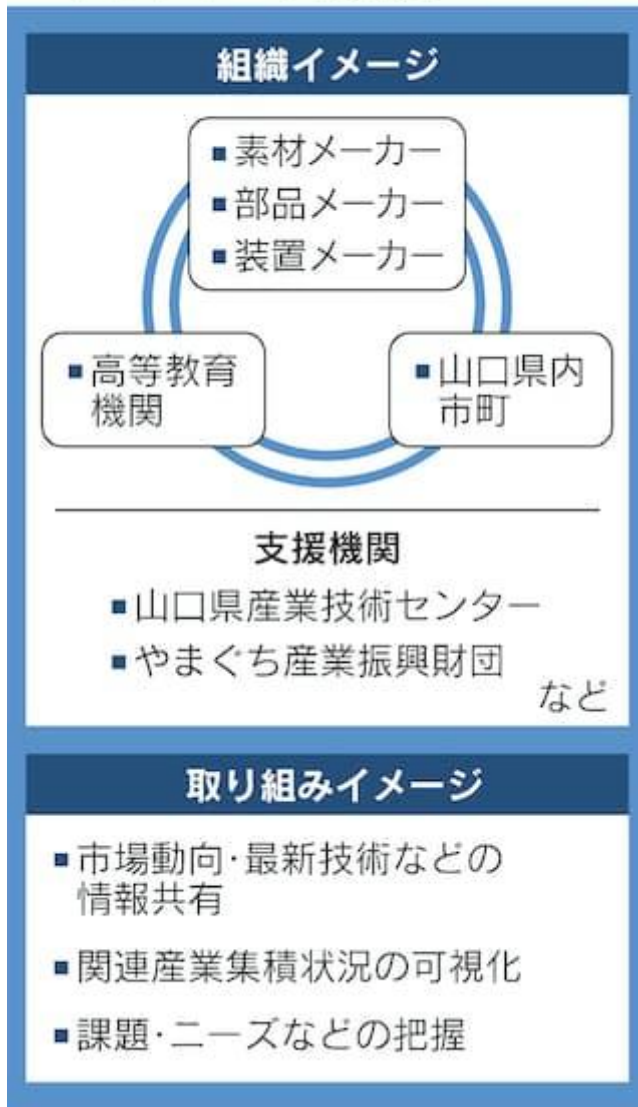 組織イメージ
■素材メーカー
■部品メーカー
■装置メーカー
■高等教育
機関
■山口県内
市町
支援機関
■山口県産業技術センター
■やまぐち産業振興財団
など
取り組みイメージ
■市場動向・最新技術などの
情報共有
■関連産業集積状況の可視化
■課題・ニーズなどの把握